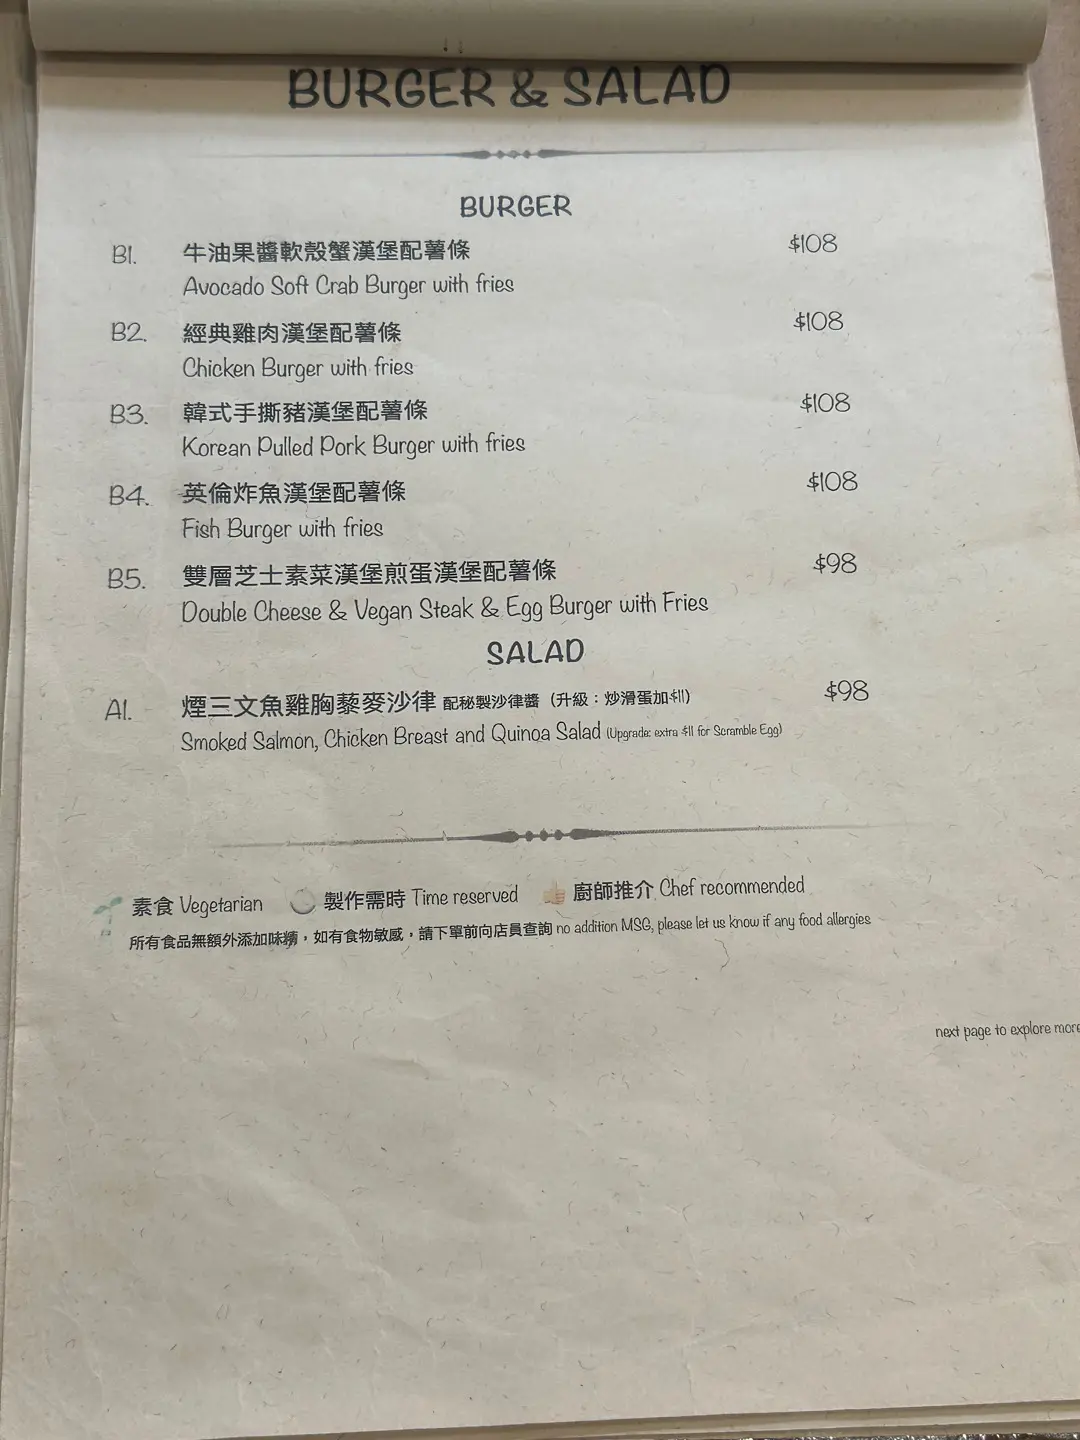 BURGER & SALAD
BURGER
B1. 牛油果醬軟殼蟹漢堡配薯條 $108
Avocado Soft Crab Burger with fries
B2. 經典雞肉漢堡配薯條 $108
Chicken Burger with fries
B3. 韓式手撕豬漢堡配薯條 $108
Korean Pulled Pork Burger with fries
B4. 英倫炸魚漢堡配薯條 $108
Fish Burger with fries
B5. 雙層芝士素菜漢堡煎蛋漢堡配薯條 $98
Double Cheese & Vegan Steak & Egg Burger with Fries
SALAD
A1. 煙三文魚雞胸藜麥沙律 配秘製沙律醬（升級：炒滑蛋加$11） $98
Smoked Salmon, Chicken Breast and Quinoa Salad (Upgrade: extra $11 for Scramble Egg)
素食 Vegetarian 製作需時 Time reserved 廚師推介 Chef recommended
所有食品無額外添加味精，如有食物敏感，請下單前向店員查詢 no addition MSG, please let us know if any food allergies
next page to explore more